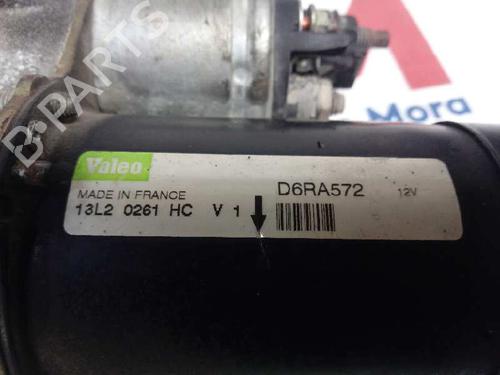 B-PARTS
Mora
Valeo
D6RA572 12V
MADE IN FRANCE
13L2 0261 HC V 1